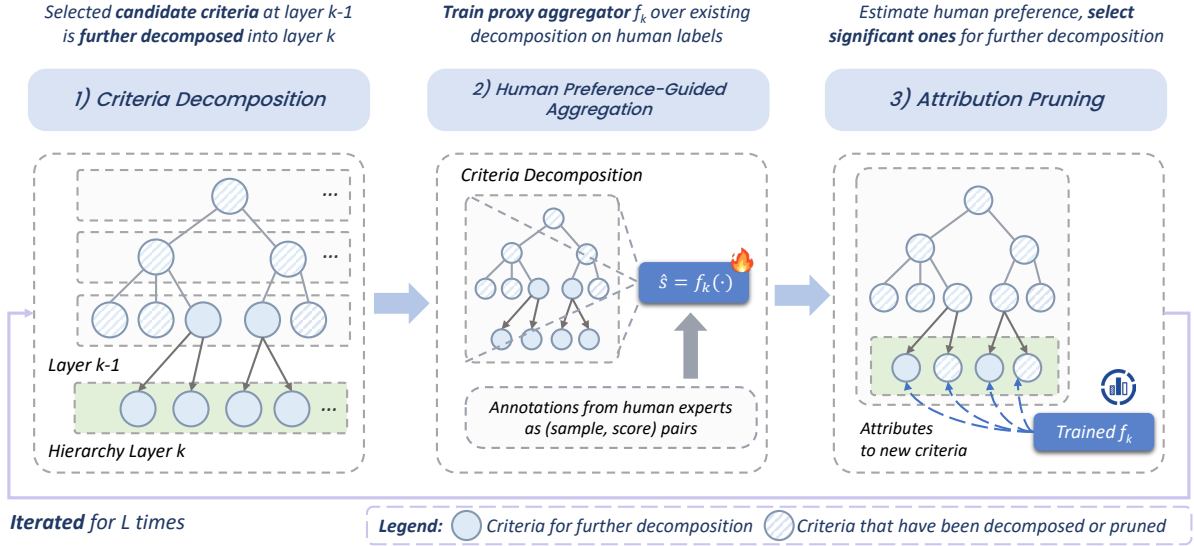 Selected candidate criteria at layer k-1
is further decomposed into layer k
Train proxy aggregator f_k over existing
decomposition on human labels
Estimate human preference, select
significant ones for further decomposition
1) Criteria Decomposition
2) Human Preference-Guided
Aggregation
3) Attribution Pruning
...
...
Layer k-1
...
Hierarchy Layer k
Criteria Decomposition
ŝ = f_k(·)
Annotations from human experts
as (sample, score) pairs
Attributes
to new criteria
Trained f_k
Iterated for L times
Legend: Criteria for further decomposition Criteria that have been decomposed or pruned